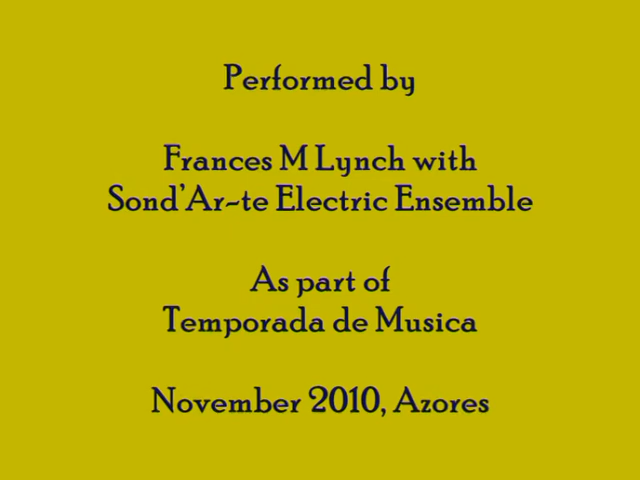 Performed by
Frances M Lynch with
Sond'Ar-te Electric Ensemble
As part of
Temporada de Musica
November 2010, Azores